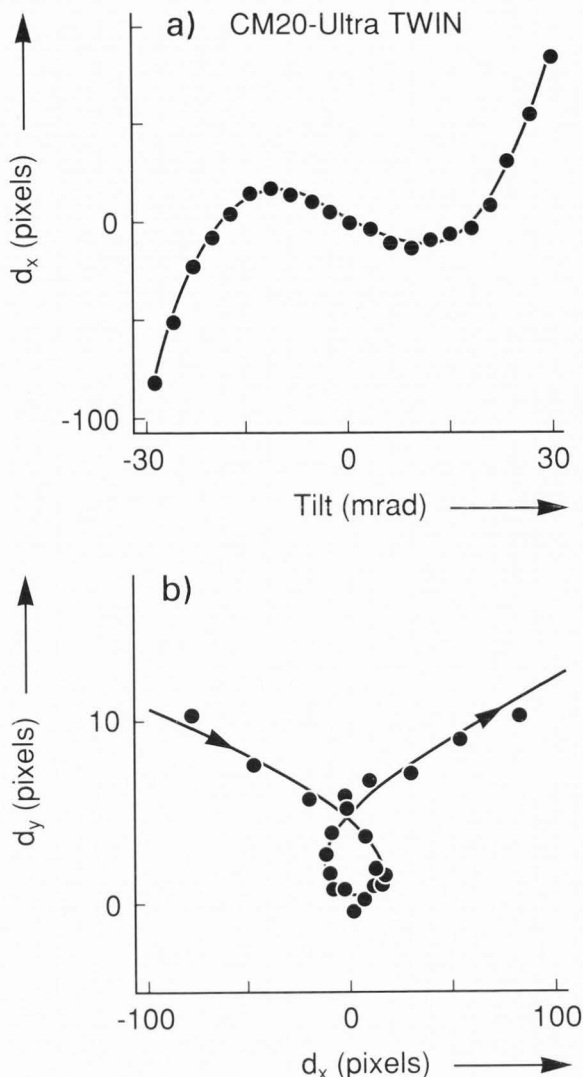 a) CM20-Ultra TWIN
dₓ (pixels)
0
-100
-30 0 30
Tilt (mrad)
b)
d_y (pixels)
10
0
-100 0 100
dₓ (pixels)